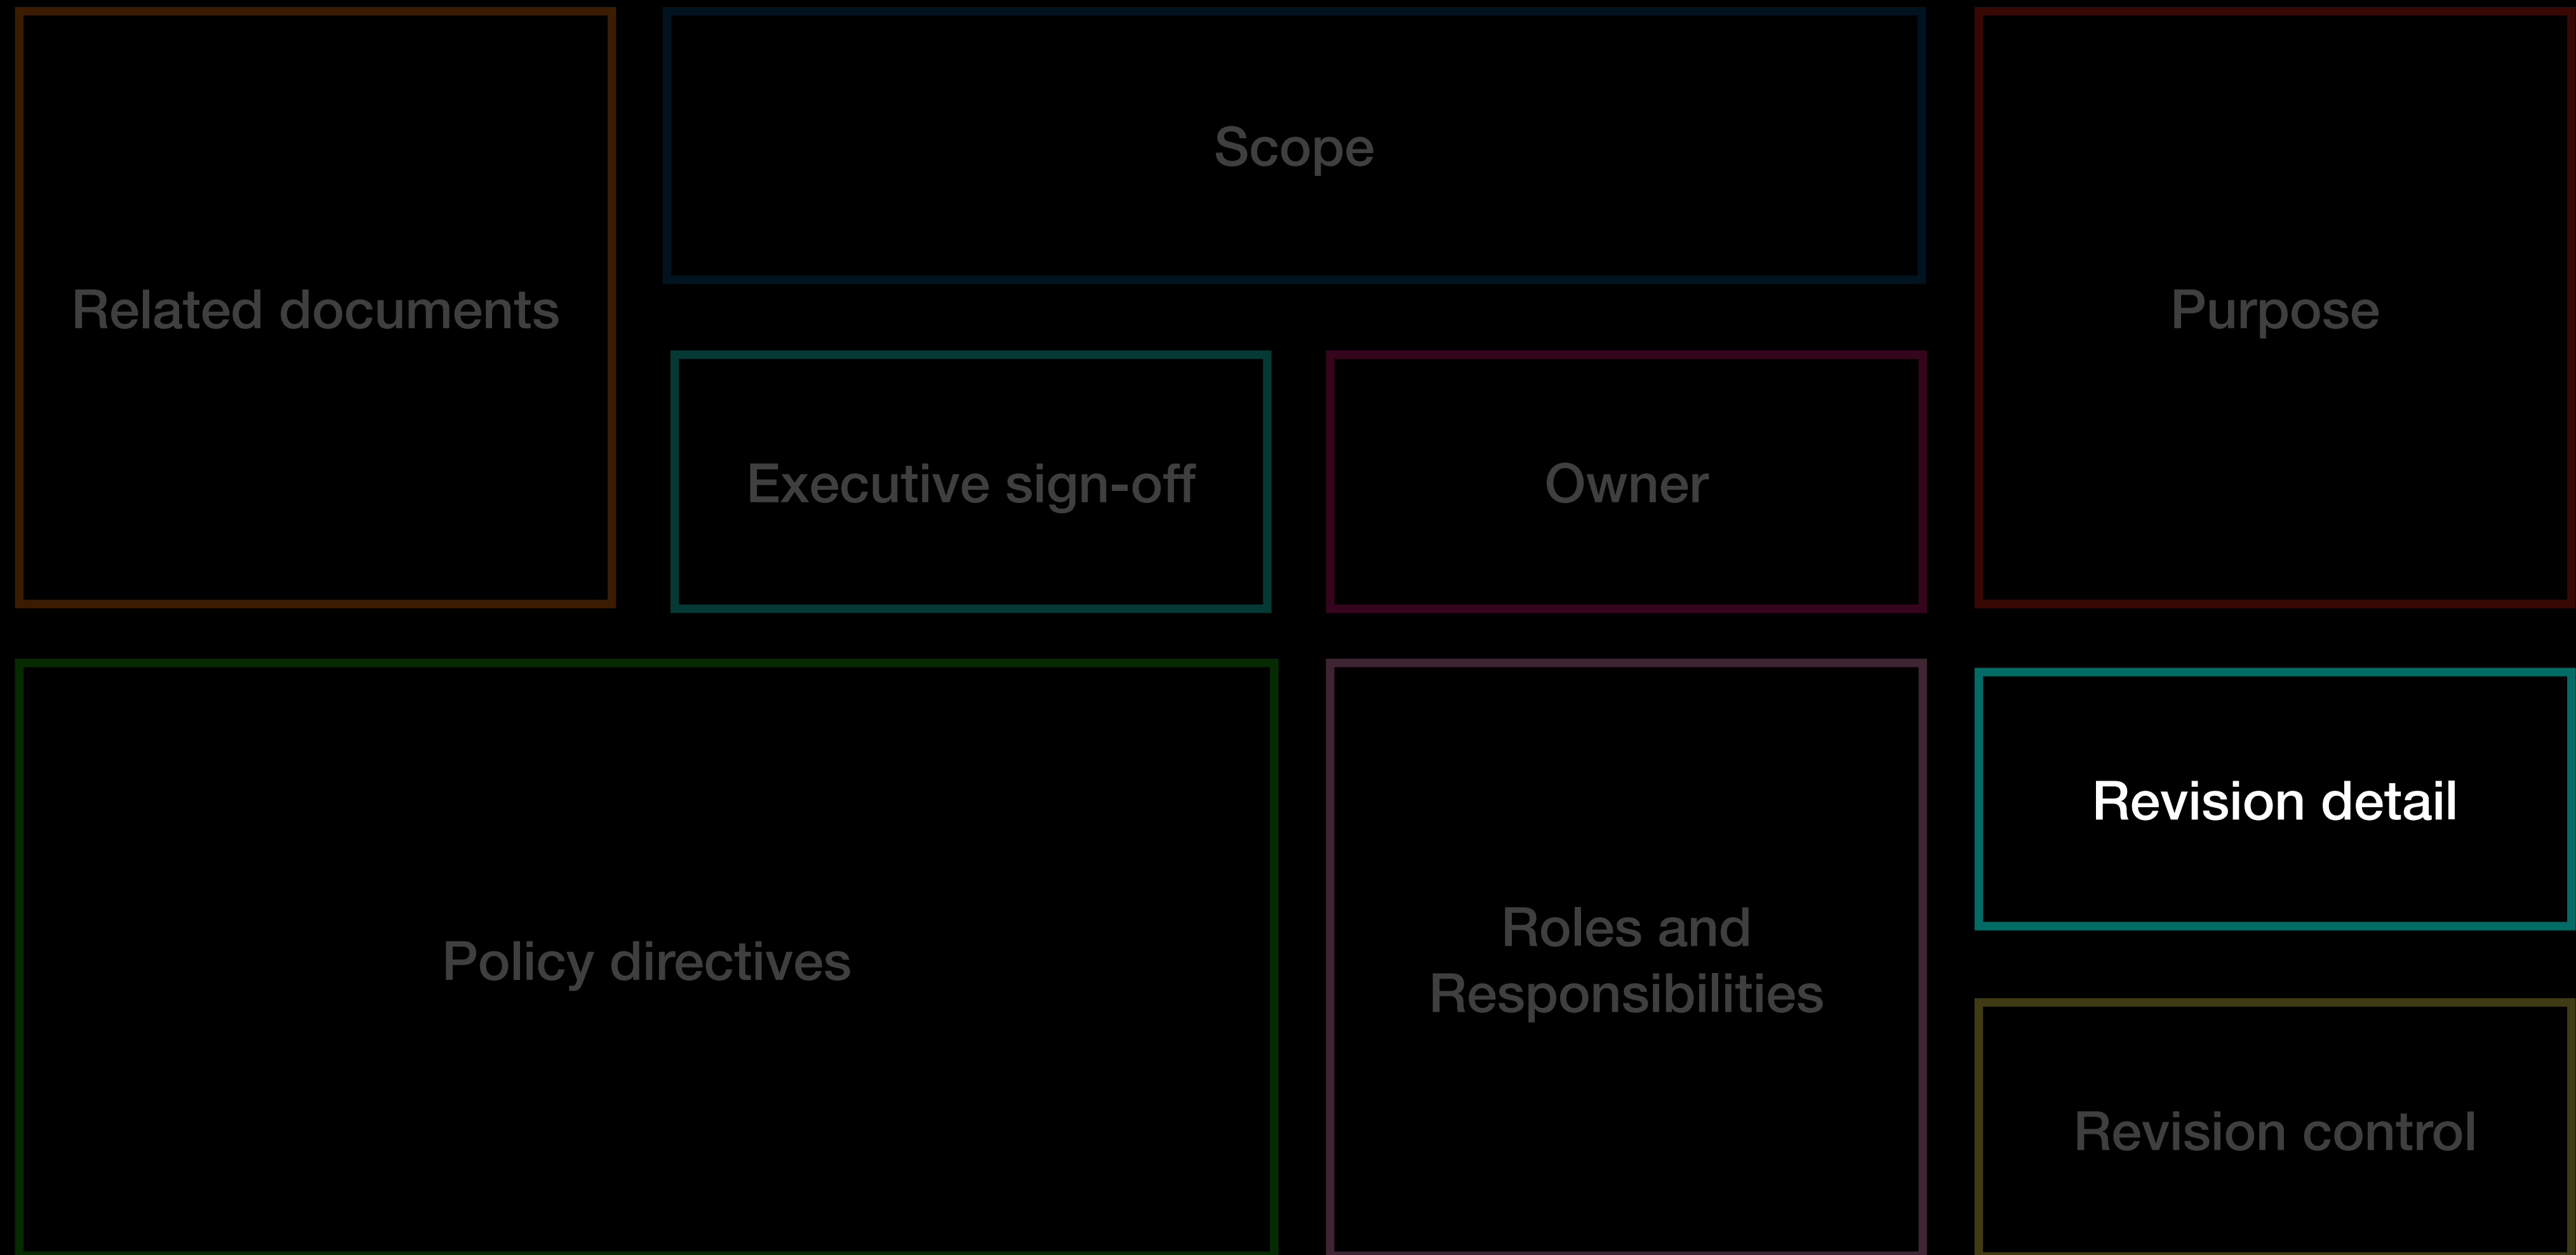 Related documents
Scope
Purpose
Executive sign-off
Owner
Policy directives
Roles and
Responsibilities
Revision detail
Revision control